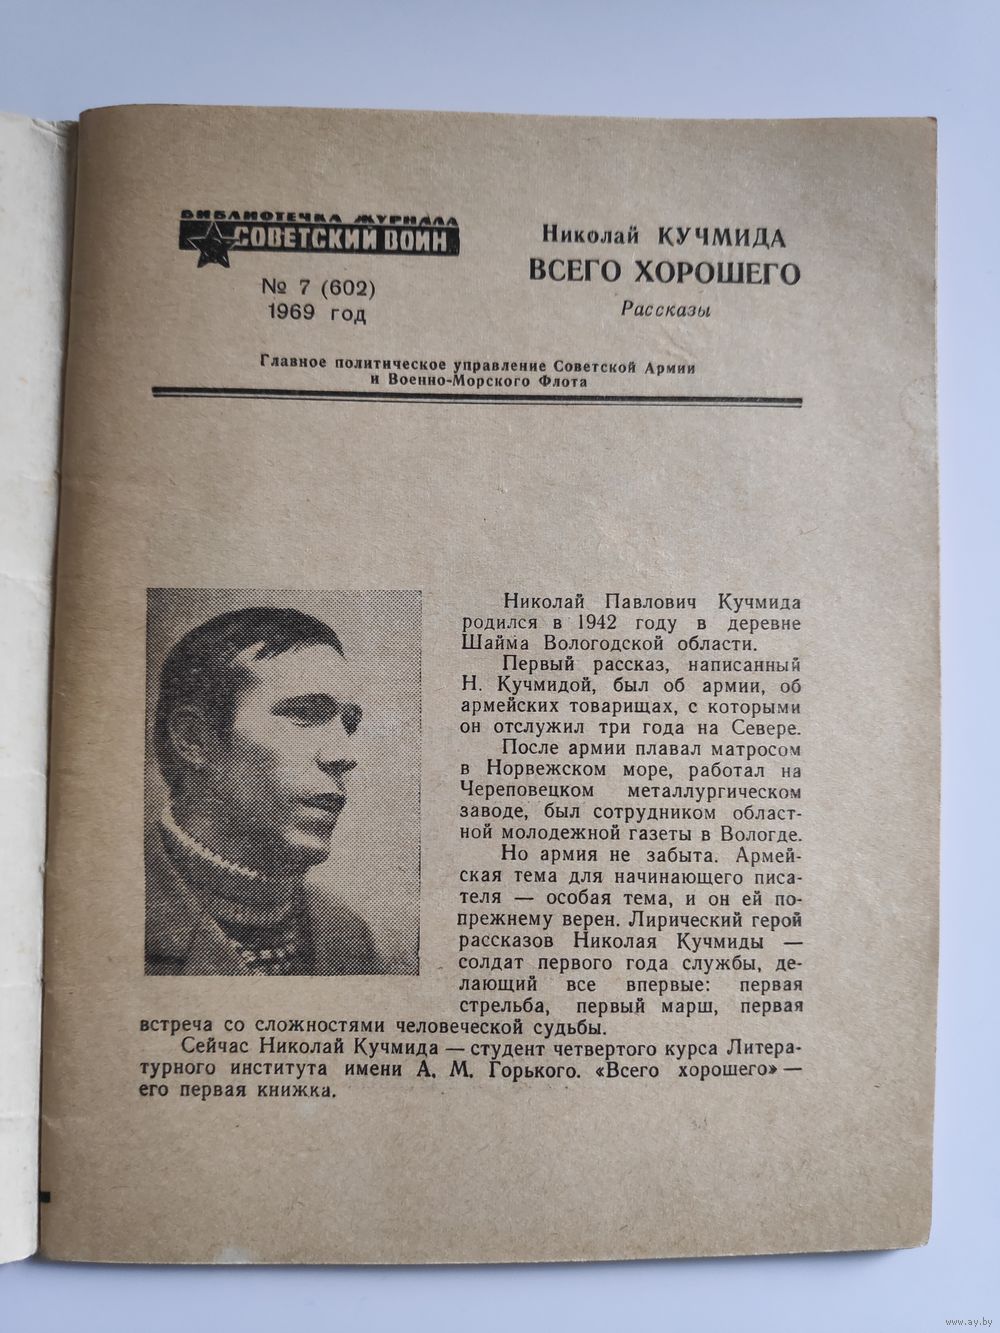 БИБЛИОТЕЧКА ЖУРНАЛА
СОВЕТСКИЙ ВОИН
№ 7 (602)
1969 год
Николай КУЧМИДА
ВСЕГО ХОРОШЕГО
Рассказы
Главное политическое управление Советской Армии
и Военно-Морского Флота
Николай Павлович Кучмида
родился в 1942 году в деревне
Шайма Вологодской области.
Первый рассказ, написанный
Н. Кучмидой, был об армии, об
армейских товарищах, с которыми
он отслужил три года на Севере.
После армии плавал матросом
в Норвежском море, работал на
Череповецком металлургическом
заводе, был сотрудником област-
ной молодежной газеты в Вологде.
Но армия не забыта. Армей-
ская тема для начинающего писа-
теля — особая тема, и он ей по-
прежнему верен. Лирический герой
рассказов Николая Кучмиды —
солдат первого года службы, де-
лающий все впервые: первая
стрельба, первый марш, первая
встреча со сложностями человеческой судьбы.
Сейчас Николай Кучмида — студент четвертого курса Литера-
турного института имени А. М. Горького. «Всего хорошего» —
его первая книжка.
www.ay.by